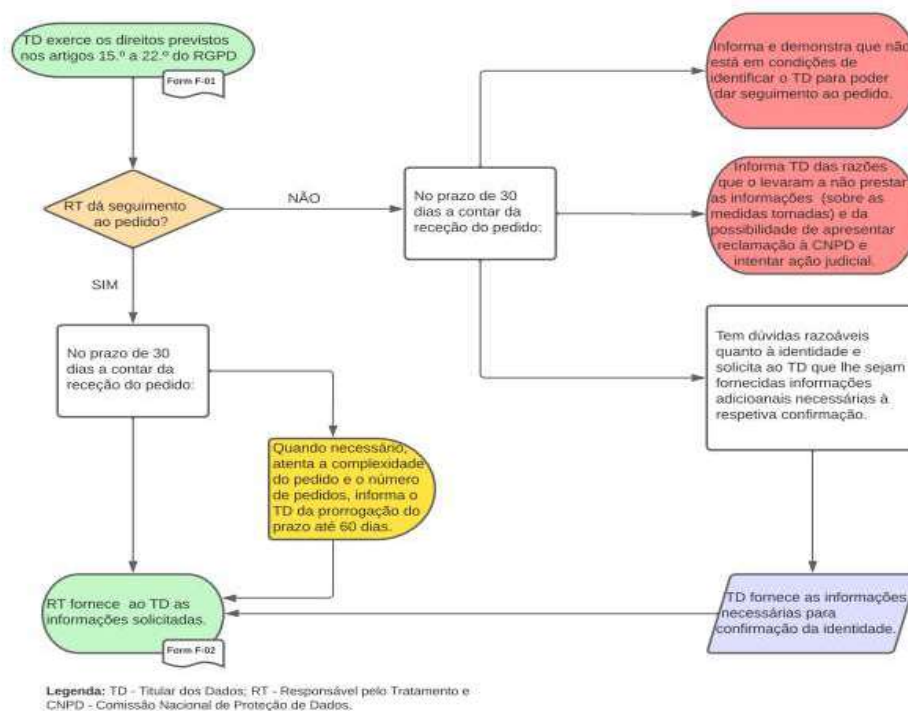 TD exerce os direitos previstos
nos artigos 15.º a 22.º do RGPD
Form F-01
RT dá seguimento
ao pedido?
NÃO
SIM
No prazo de 30
dias a contar da
receção do pedido:
Informa e demonstra que não
está em condições de
identificar o TD para poder
dar seguimento ao pedido.
Informa TD das razões
que o levaram a não prestar
as informações (sobre as
medidas tomadas) e da
possibilidade de apresentar
reclamação à CNPD e
intentar ação judicial.
Tem dúvidas razoáveis
quanto à identidade e
solicita ao TD que lhe sejam
fornecidas informações
adicioanais necessárias à
respetiva confirmação.
No prazo de 30
dias a contar da
receção do pedido:
Quando necessário,
atenta a complexidade
do pedido e o número
de pedidos, informa o
TD da prorrogação do
prazo até 60 dias.
RT fornece ao TD as
informações solicitadas.
Form F-02
TD fornece as informações
necessárias para
confirmação da identidade.
Legenda: TD - Titular dos Dados; RT - Responsável pelo Tratamento e
CNPD - Comissão Nacional de Proteção de Dados.